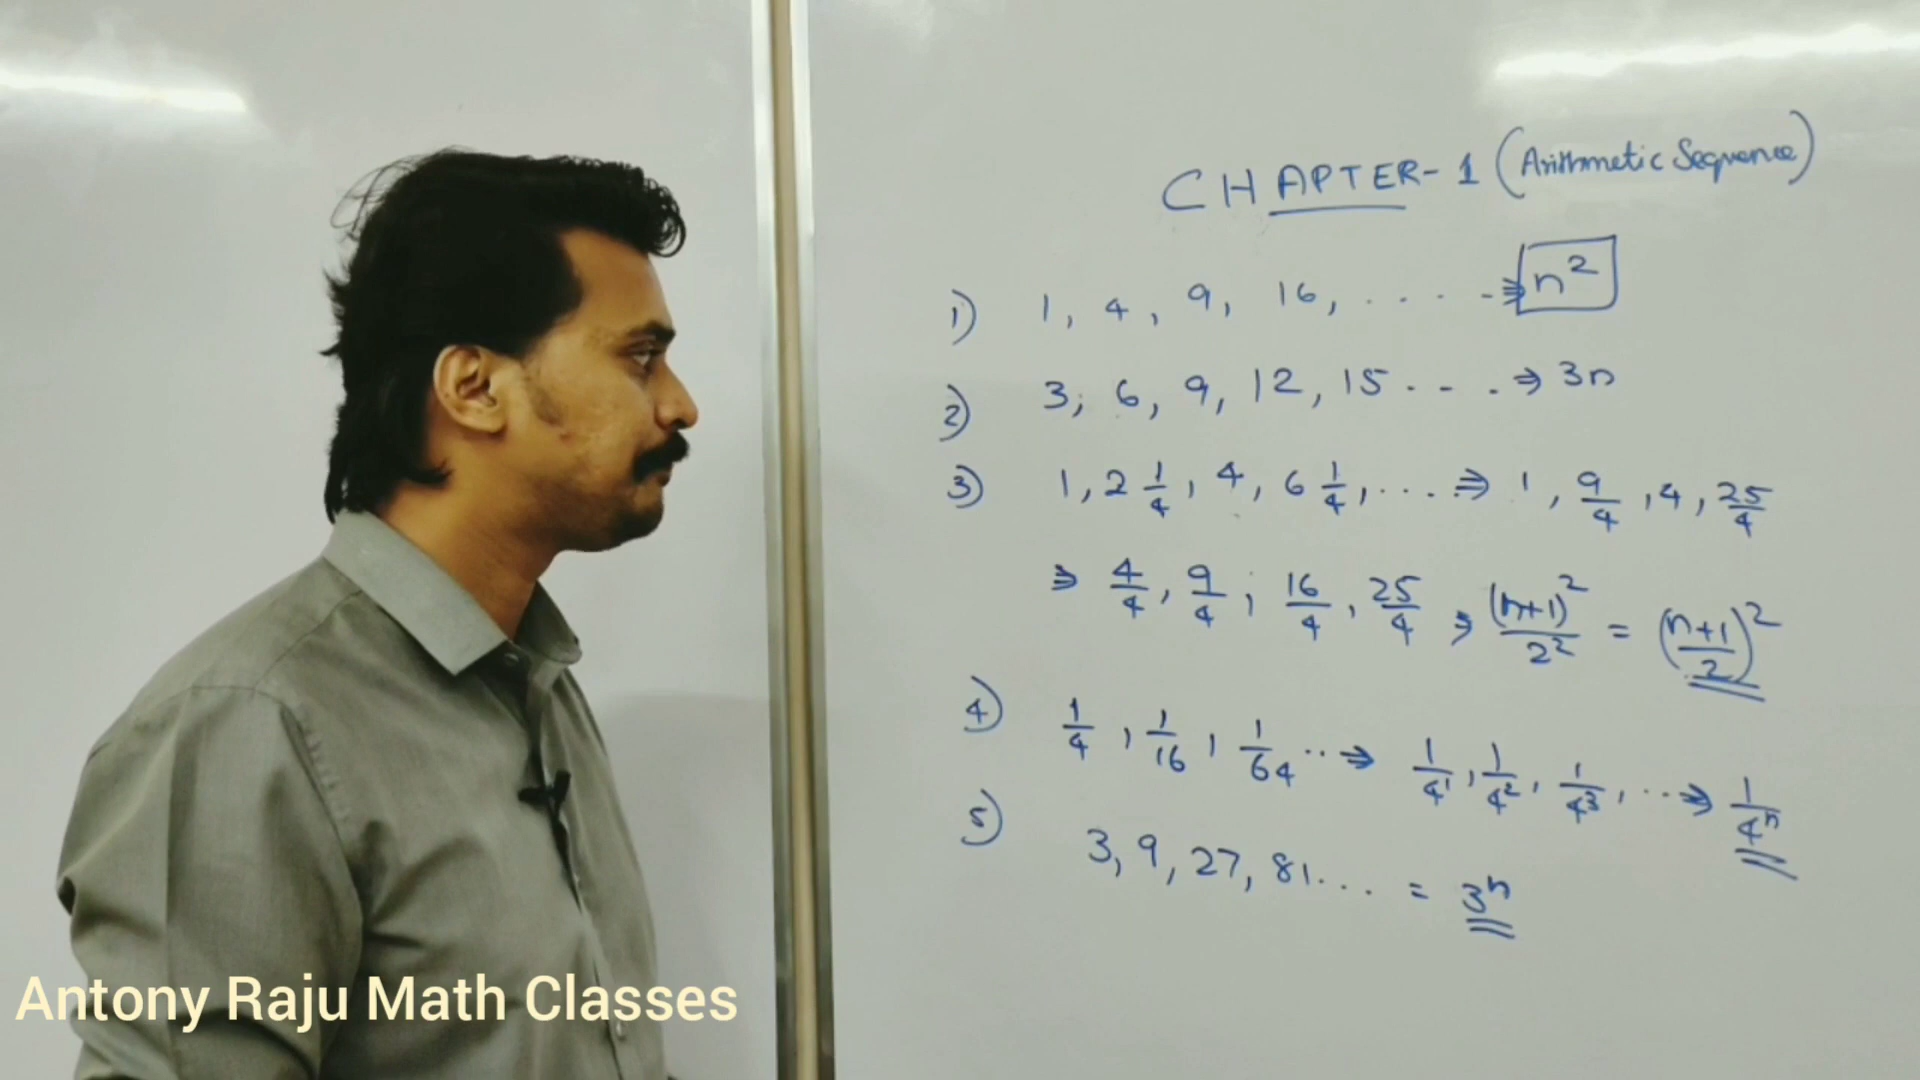 CHAPTER-1 (Arithmetic Sequence)
1) 1, 4, 9, 16, .... ⇒ n²
2) 3, 6, 9, 12, 15... ⇒ 3n
3) 1, 2 1/4, 4, 6 1/4, .... ⇒ 1, 9/4, 4, 25/4
⇒ 4/4, 9/4, 16/4, 25/4 ⇒ (n+1)²/2² = ((n+1)/2)²
4) 1/4, 1/16, 1/64 .. ⇒ 1/4¹, 1/4², 1/4³, ... ⇒ 1/4ⁿ
5) 3, 9, 27, 81.... = 3ⁿ
Antony Raju Math Classes